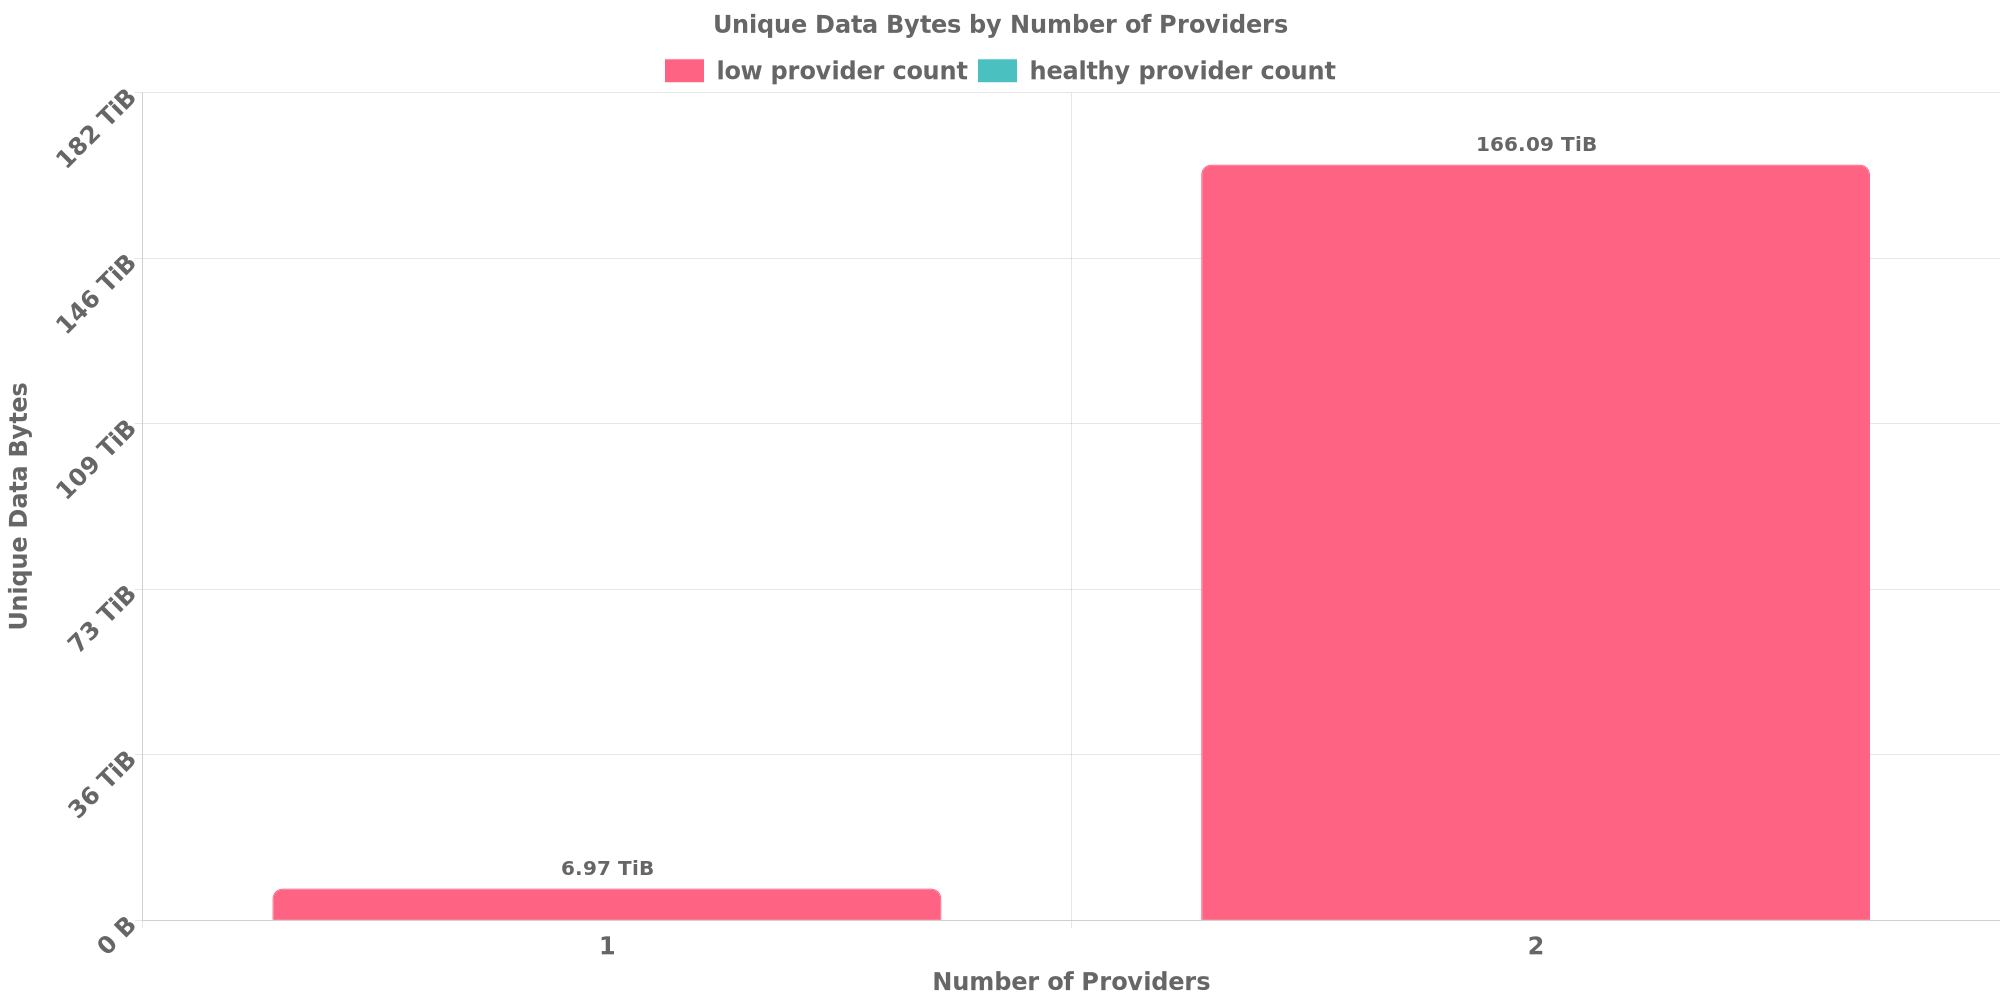 Unique Data Bytes by Number of Providers
low provider count healthy provider count
182 TiB
166.09 TiB
146 TiB
109 TiB
Unique Data Bytes
73 TiB
36 TiB
6.97 TiB
0 B
1 2
Number of Providers